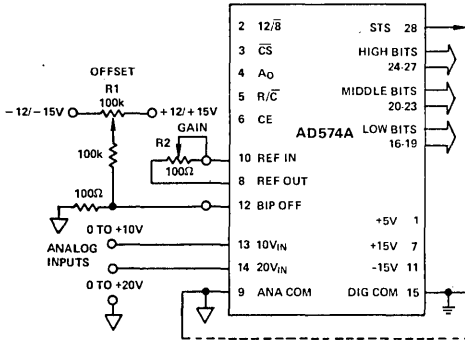 2 12/8̅
STS 28
3 C̅S̅
HIGH BITS
24-27
4 AO
OFFSET
R1
100k
5 R/C̅
MIDDLE BITS
20-23
-12/-15V
+12/+15V
6 CE
GAIN
AD574A
LOW BITS
16-19
100k
R2
100Ω
10 REF IN
8 REF OUT
100Ω
12 BIP OFF
+5V 1
0 TO +10V
ANALOG
INPUTS
13 10VIN
+15V 7
14 20VIN
-15V 11
0 TO +20V
9 ANA COM
DIG COM 15